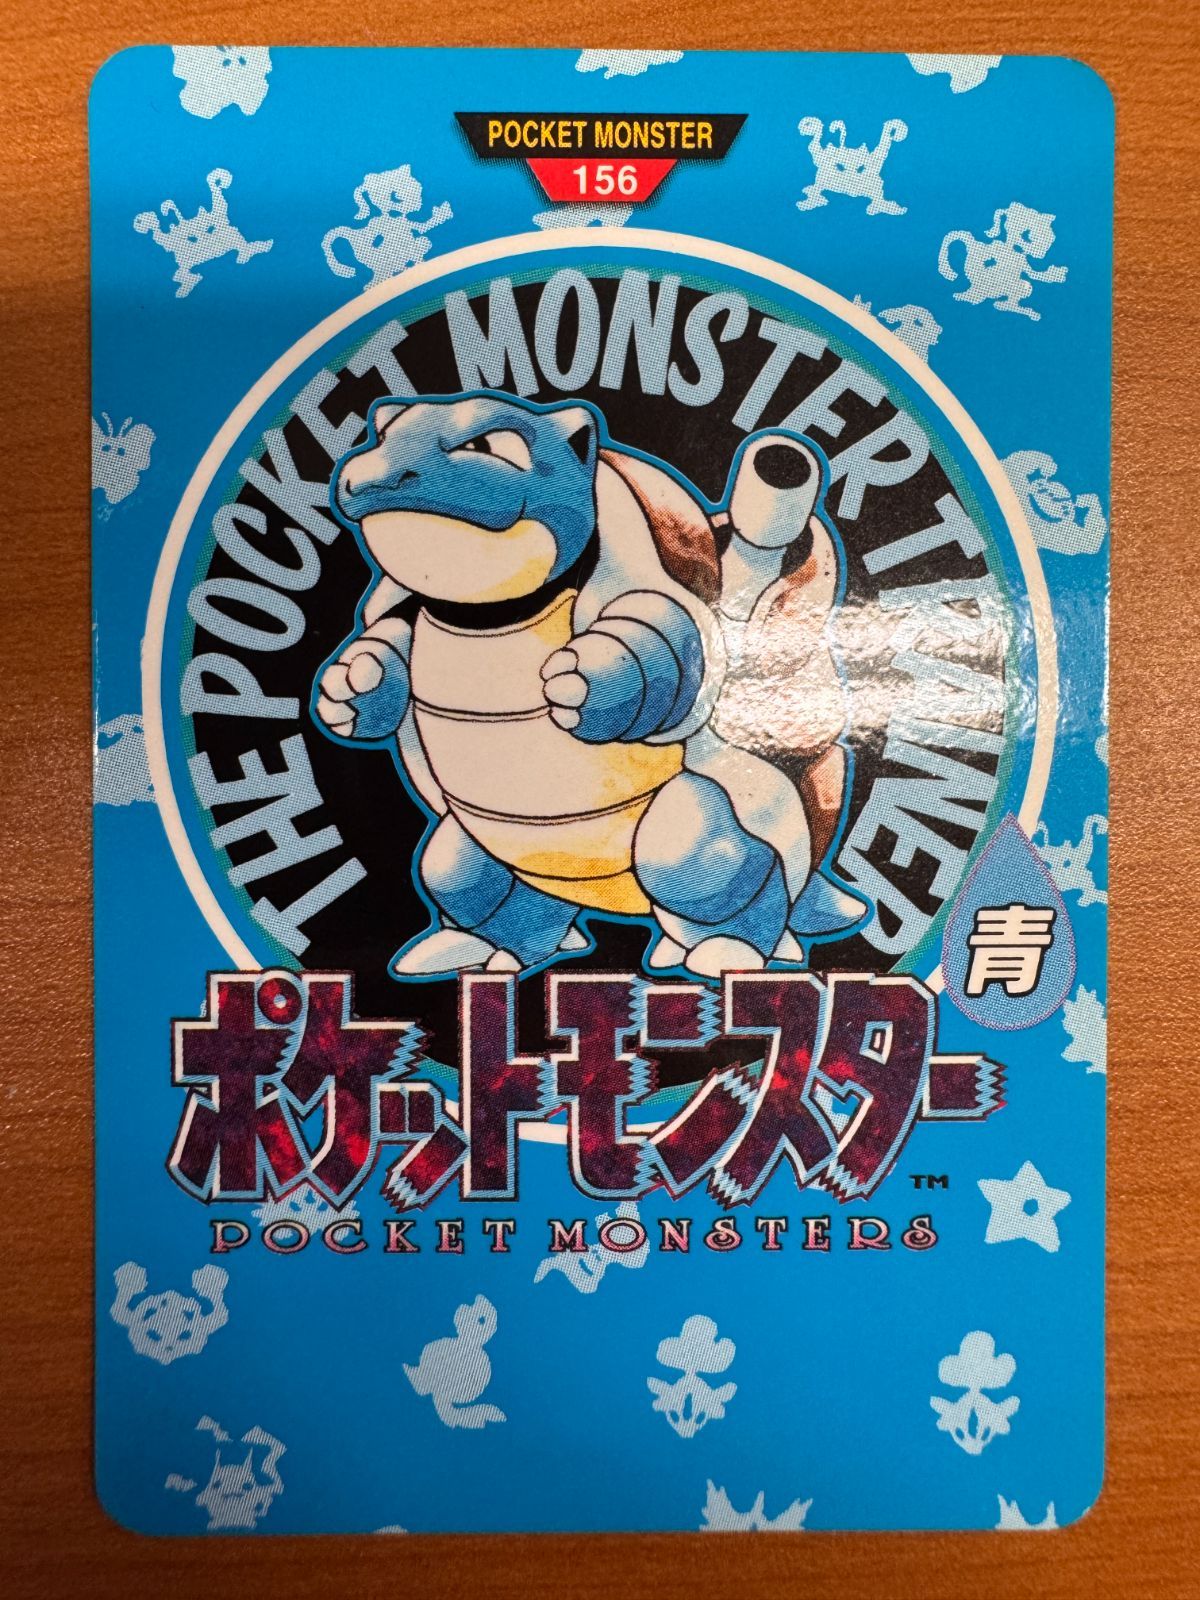 POCKET MONSTER
156
THE POCKET MONSTER TRAINER
青
ポケットモンスター
TM
POCKET MONSTERS